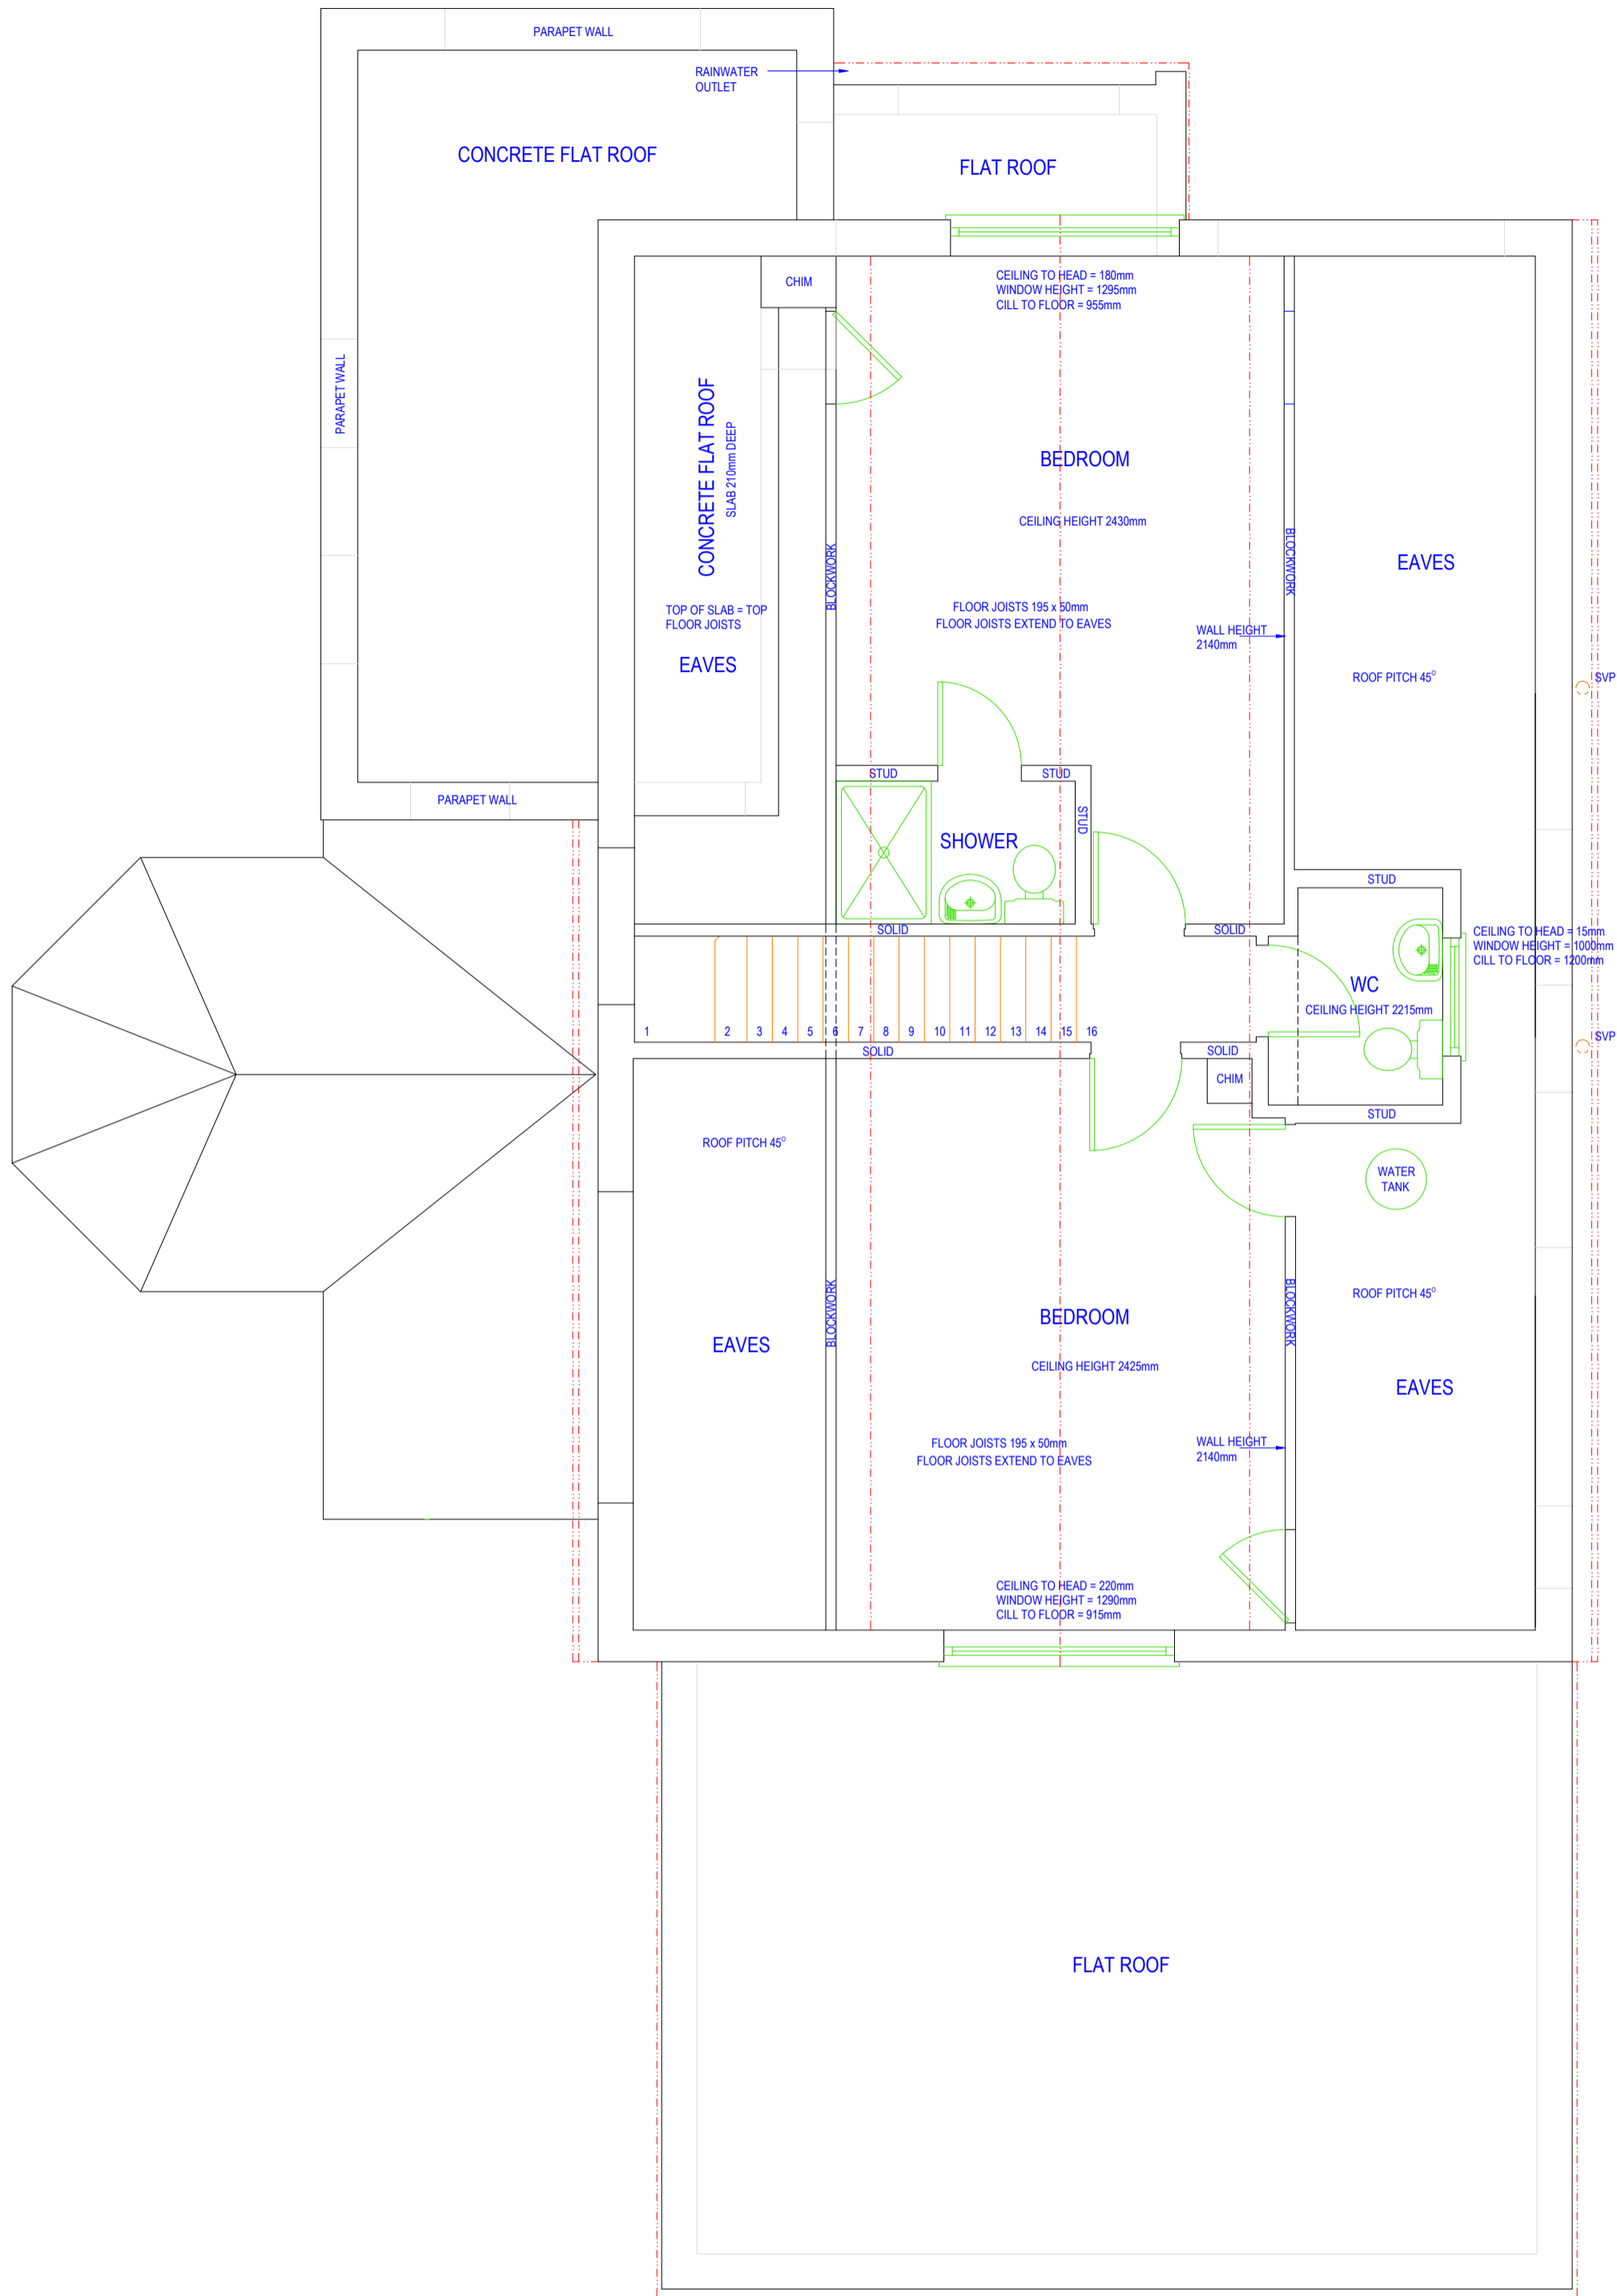 PARAPET WALL
RAINWATER
OUTLET
CONCRETE FLAT ROOF
FLAT ROOF
CHIM
CEILING TO HEAD = 180mm
WINDOW HEIGHT = 1295mm
CILL TO FLOOR = 955mm
PARAPET WALL
CONCRETE FLAT ROOF
SLAB 210mm DEEP
BEDROOM
CEILING HEIGHT 2430mm
BLOCKWORK
BLOCKWORK
EAVES
TOP OF SLAB = TOP
FLOOR JOISTS
FLOOR JOISTS 195 x 50mm
FLOOR JOISTS EXTEND TO EAVES
WALL HEIGHT
2140mm
EAVES
ROOF PITCH 45°
SVP
STUD
STUD
PARAPET WALL
STUD
SHOWER
STUD
SOLID
SOLID
CEILING TO HEAD = 15mm
WINDOW HEIGHT = 1000mm
CILL TO FLOOR = 1200mm
WC
CEILING HEIGHT 2215mm
1 2 3 4 5 6 7 8 9 10 11 12 13 14 15 16
SVP
SOLID
SOLID
CHIM
STUD
ROOF PITCH 45°
WATER
TANK
ROOF PITCH 45°
BLOCKWORK
BLOCKWORK
BEDROOM
EAVES
CEILING HEIGHT 2425mm
EAVES
FLOOR JOISTS 195 x 50mm
FLOOR JOISTS EXTEND TO EAVES
WALL HEIGHT
2140mm
CEILING TO HEAD = 220mm
WINDOW HEIGHT = 1290mm
CILL TO FLOOR = 915mm
FLAT ROOF